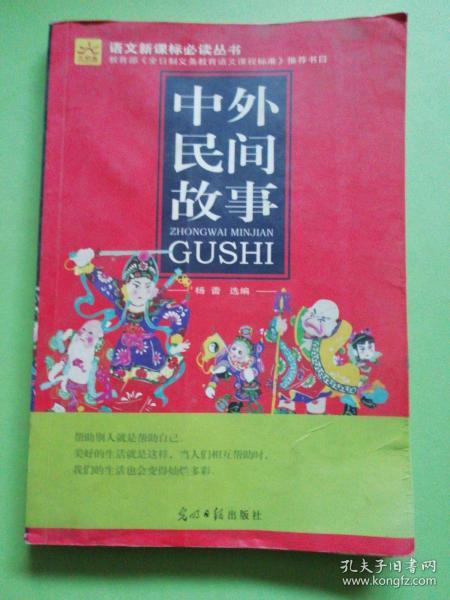 语文新课标必读丛书
教育部《全日制义务教育语文课程标准》推荐书目
中外
民间
故事
ZHONGWAI MINJIAN
GUSHI
杨蕾 选编
帮助别人就是帮助自己。
美好的生活就是这样，当人们相互帮助时，
我们的生活也会变得灿烂多彩。
光明日报出版社
孔夫子旧书网
www.kongfz.com